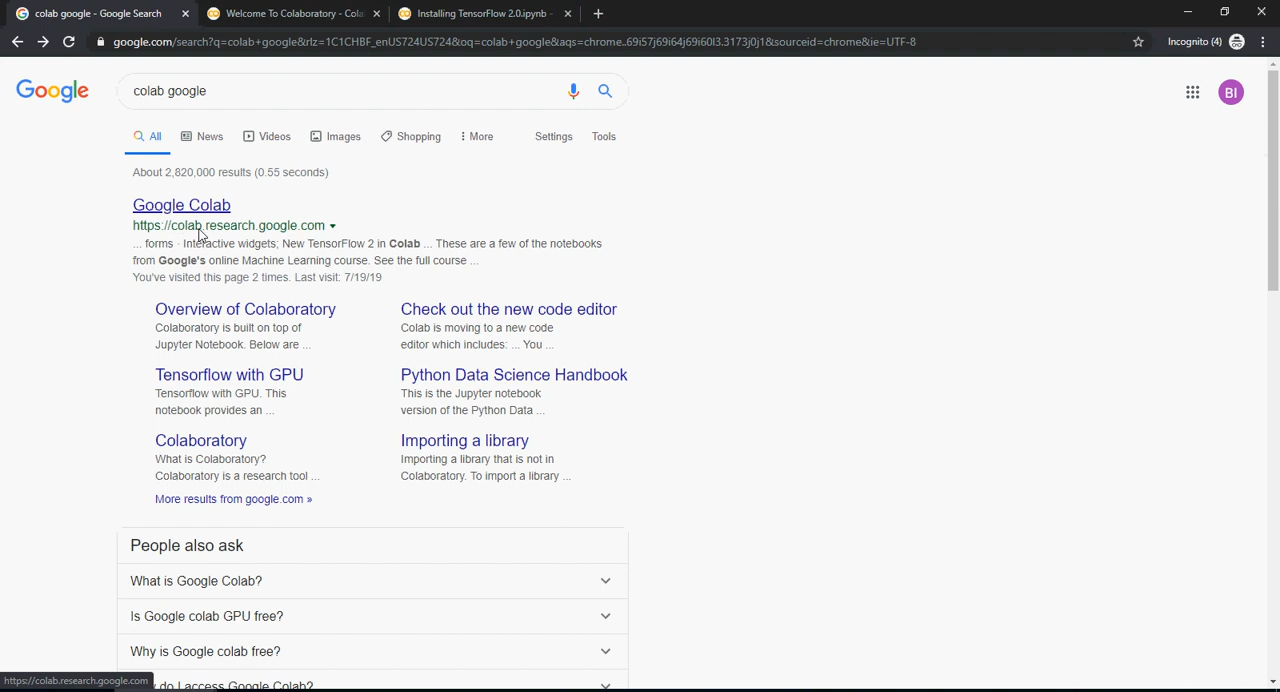 colab google - Google Search
Welcome To Colaboratory - Cola
Installing TensorFlow 2.0.ipynb -
google.com/search?q=colab+google&rlz=1C1CHBF_enUS724US724&oq=colab+google&aqs=chrome..69i57j69i64j69i60l3.3173j0j1&sourceid=chrome&ie=UTF-8
Incognito (4)
Google
colab google
BI
All
News
Videos
Images
Shopping
More
Settings
Tools
About 2,820,000 results (0.55 seconds)
Google Colab
https://colab.research.google.com
... forms · Interactive widgets; New TensorFlow 2 in Colab ... These are a few of the notebooks
from Google's online Machine Learning course. See the full course ...
You've visited this page 2 times. Last visit: 7/19/19
Overview of Colaboratory
Colaboratory is built on top of
Jupyter Notebook. Below are ...
Check out the new code editor
Colab is moving to a new code
editor which includes: ... You ...
Tensorflow with GPU
Tensorflow with GPU. This
notebook provides an ...
Python Data Science Handbook
This is the Jupyter notebook
version of the Python Data ...
Colaboratory
What is Colaboratory?
Colaboratory is a research tool ...
Importing a library
Importing a library that is not in
Colaboratory. To import a library ...
More results from google.com »
People also ask
What is Google Colab?
Is Google colab GPU free?
Why is Google colab free?
do I access Google Colab?
https://colab.research.google.com